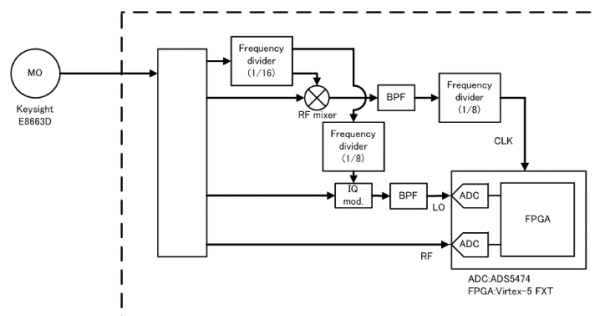 MO
Keysight
E8663D
Frequency
divider
(1/16)
RF mixer
BPF
Frequency
divider
(1/8)
CLK
Frequency
divider
(1/8)
IQ
mod.
BPF
LO
ADC
FPGA
ADC
RF
ADC:ADS5474
FPGA:Virtex-5 FXT